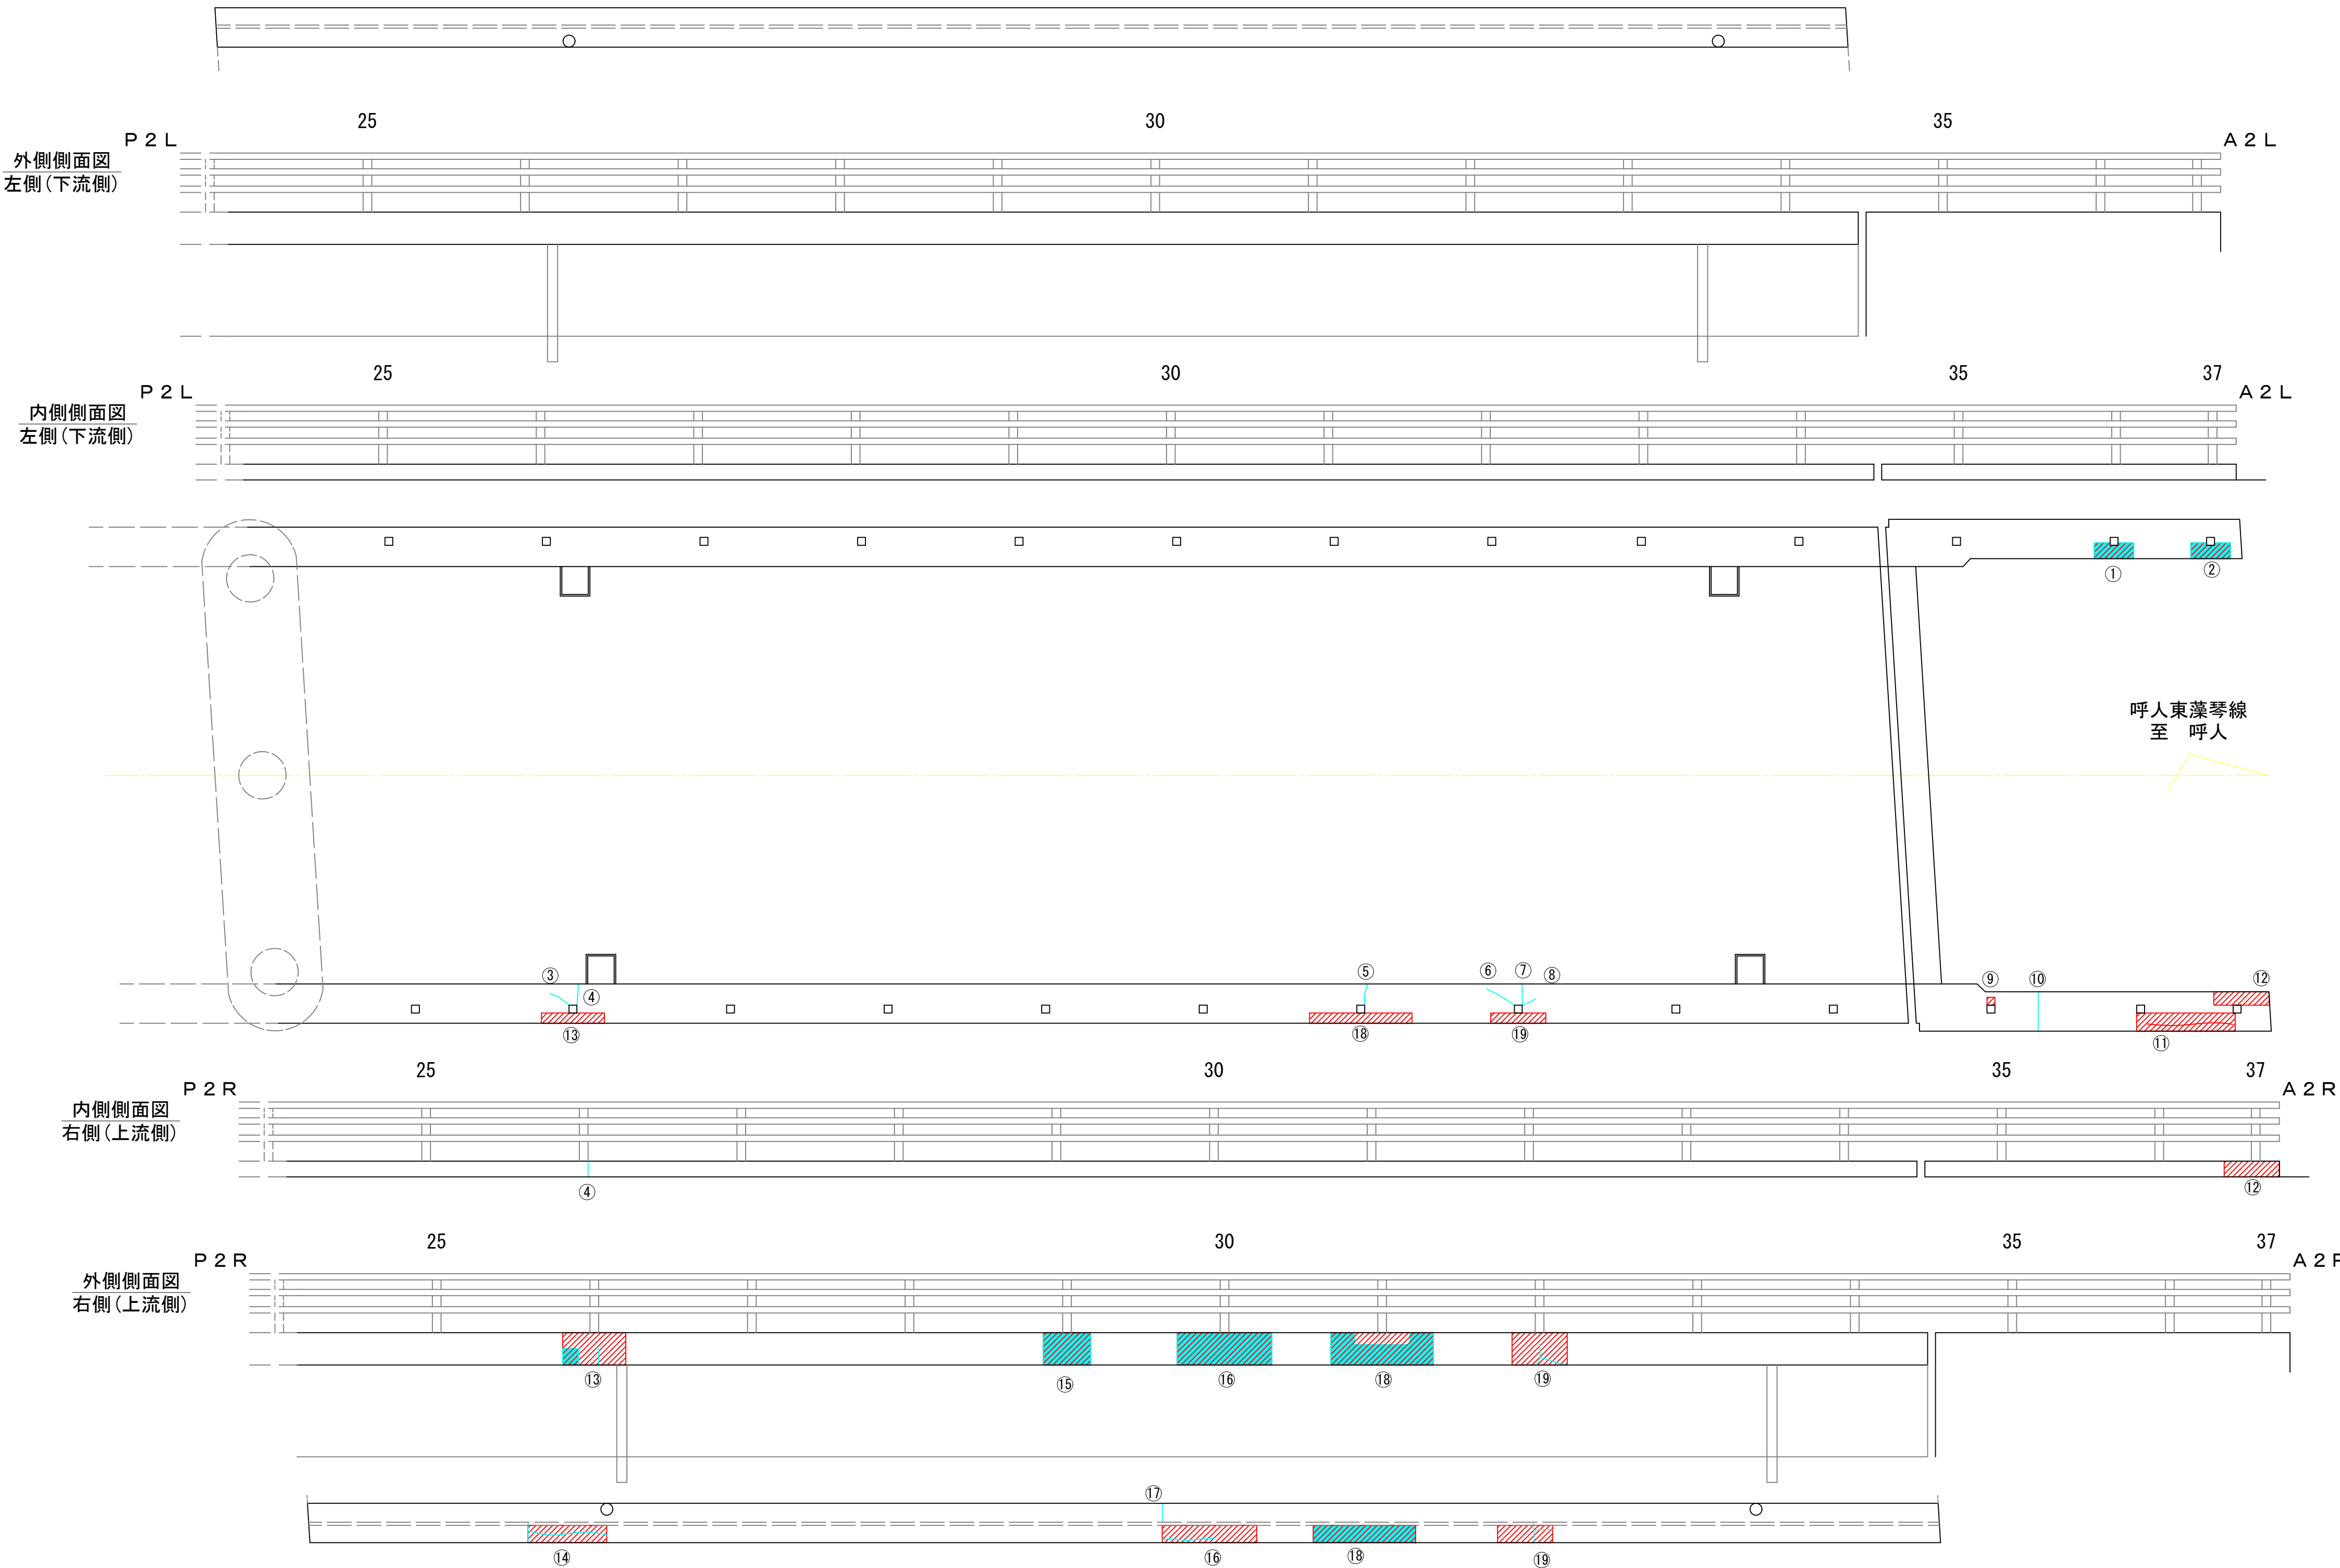 25 30 35
P2L A2L
外側側面図
左側(下流側)
25 30 35 37
P2L A2L
内側側面図
左側(下流側)
① ②
呼人東藻琴線
至 呼人
③ ④ ⑤ ⑥ ⑦ ⑧ ⑨ ⑩ ⑫
⑬ ⑱ ⑲ ⑪
25 30 35 37
P2R A2R
内側側面図
右側(上流側)
④ ⑫
25 30 35 37
P2R A2R
外側側面図
右側(上流側)
⑬ ⑮ ⑯ ⑱ ⑲
⑰
⑭ ⑯ ⑱ ⑲